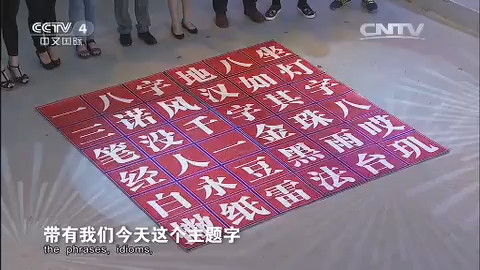 CCTV 4
中文国际
CNTV
一八字地八坐
三诺风汉如灯
笔没干字其字
经人一金珠八
白永豆黑雨哎
纸雷法台玑
带有我们今天这个主题字
the phrases, idioms,